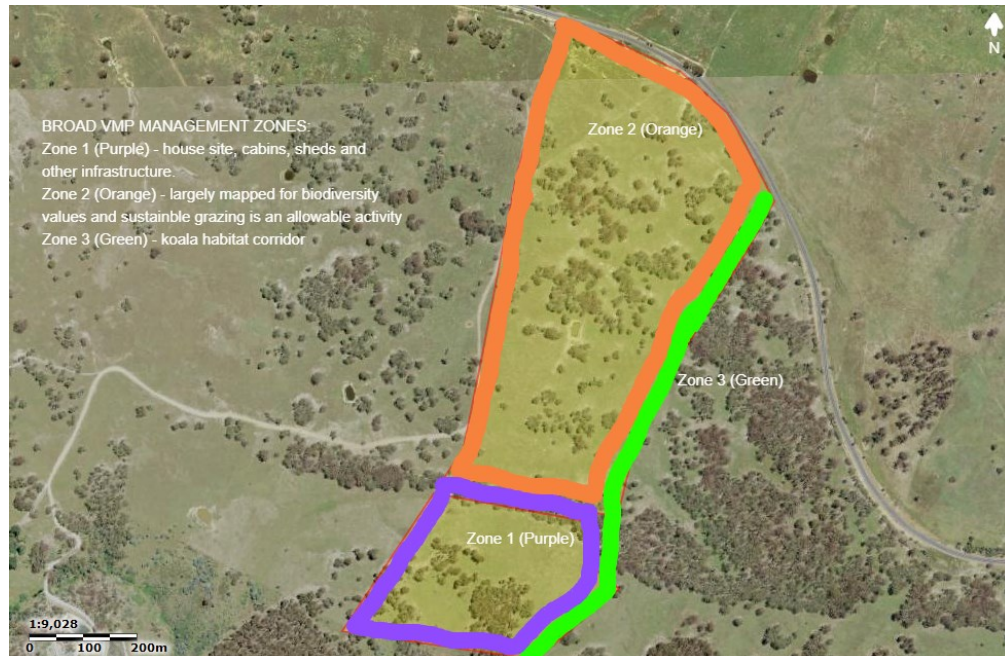 N
Zone 2 (Orange)
BROAD VMP MANAGEMENT ZONES:
Zone 1 (Purple) - house site, cabins, sheds and
other infrastructure.
Zone 2 (Orange) - largely mapped for biodiversity
values and sustainble grazing is an allowable activity
Zone 3 (Green) - koala habitat corridor
Zone 3 (Green)
Zone 1 (Purple)
1:9,028
0 100 200m